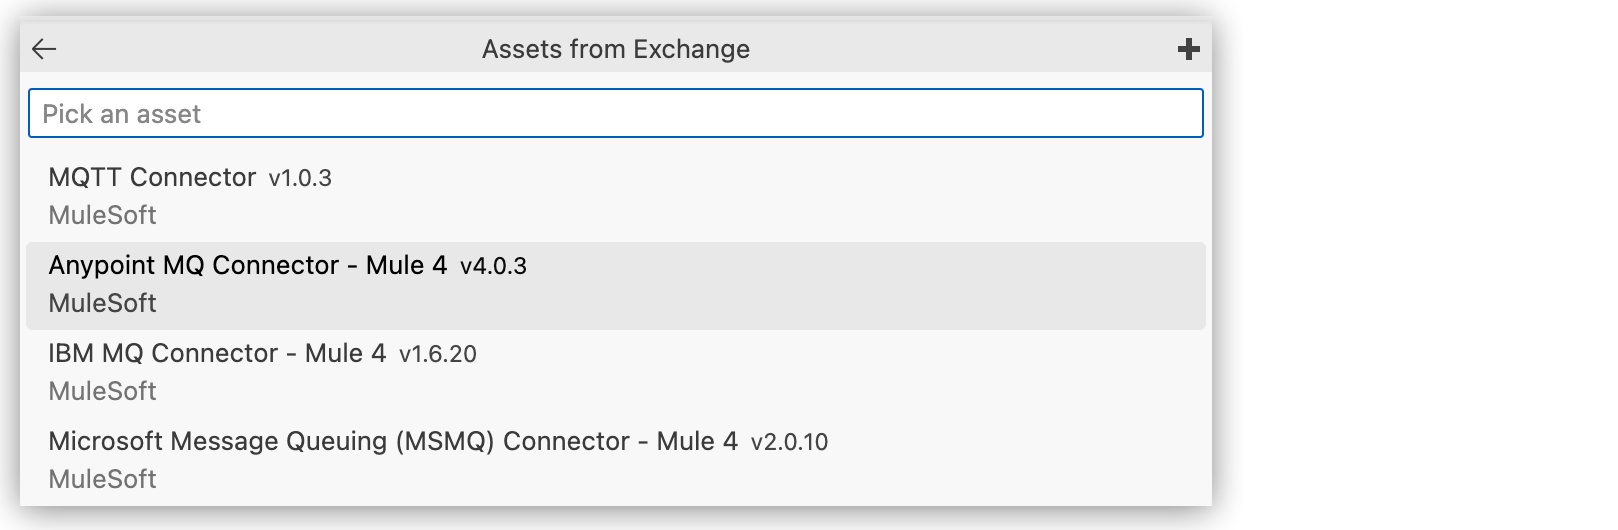 Assets from Exchange
Pick an asset
MQTT Connector v1.0.3
MuleSoft
Anypoint MQ Connector - Mule 4 v4.0.3
MuleSoft
IBM MQ Connector - Mule 4 v1.6.20
MuleSoft
Microsoft Message Queuing (MSMQ) Connector - Mule 4 v2.0.10
MuleSoft